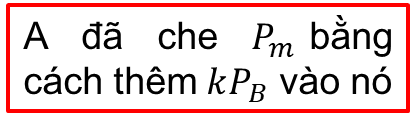 A đã che $P_m$ bằng
cách thêm $kP_B$ vào nó